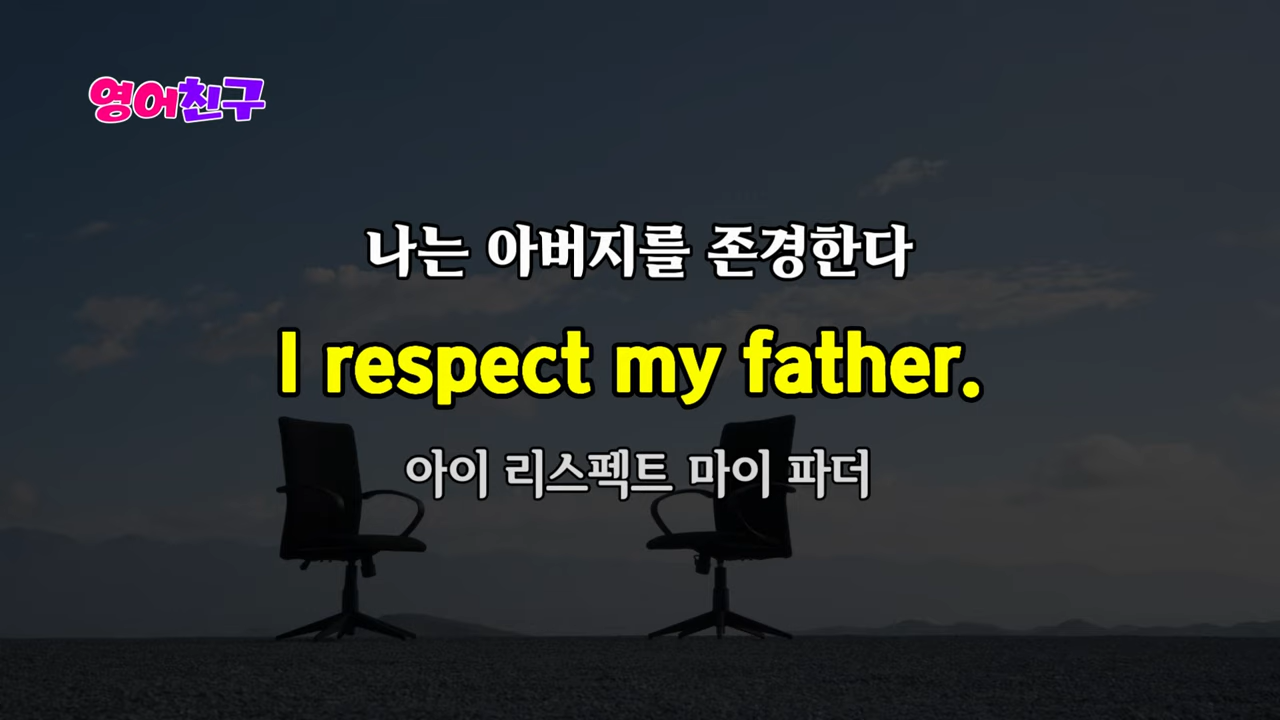 영어친구
나는 아버지를 존경한다
I respect my father.
아이 리스펙트 마이 파더